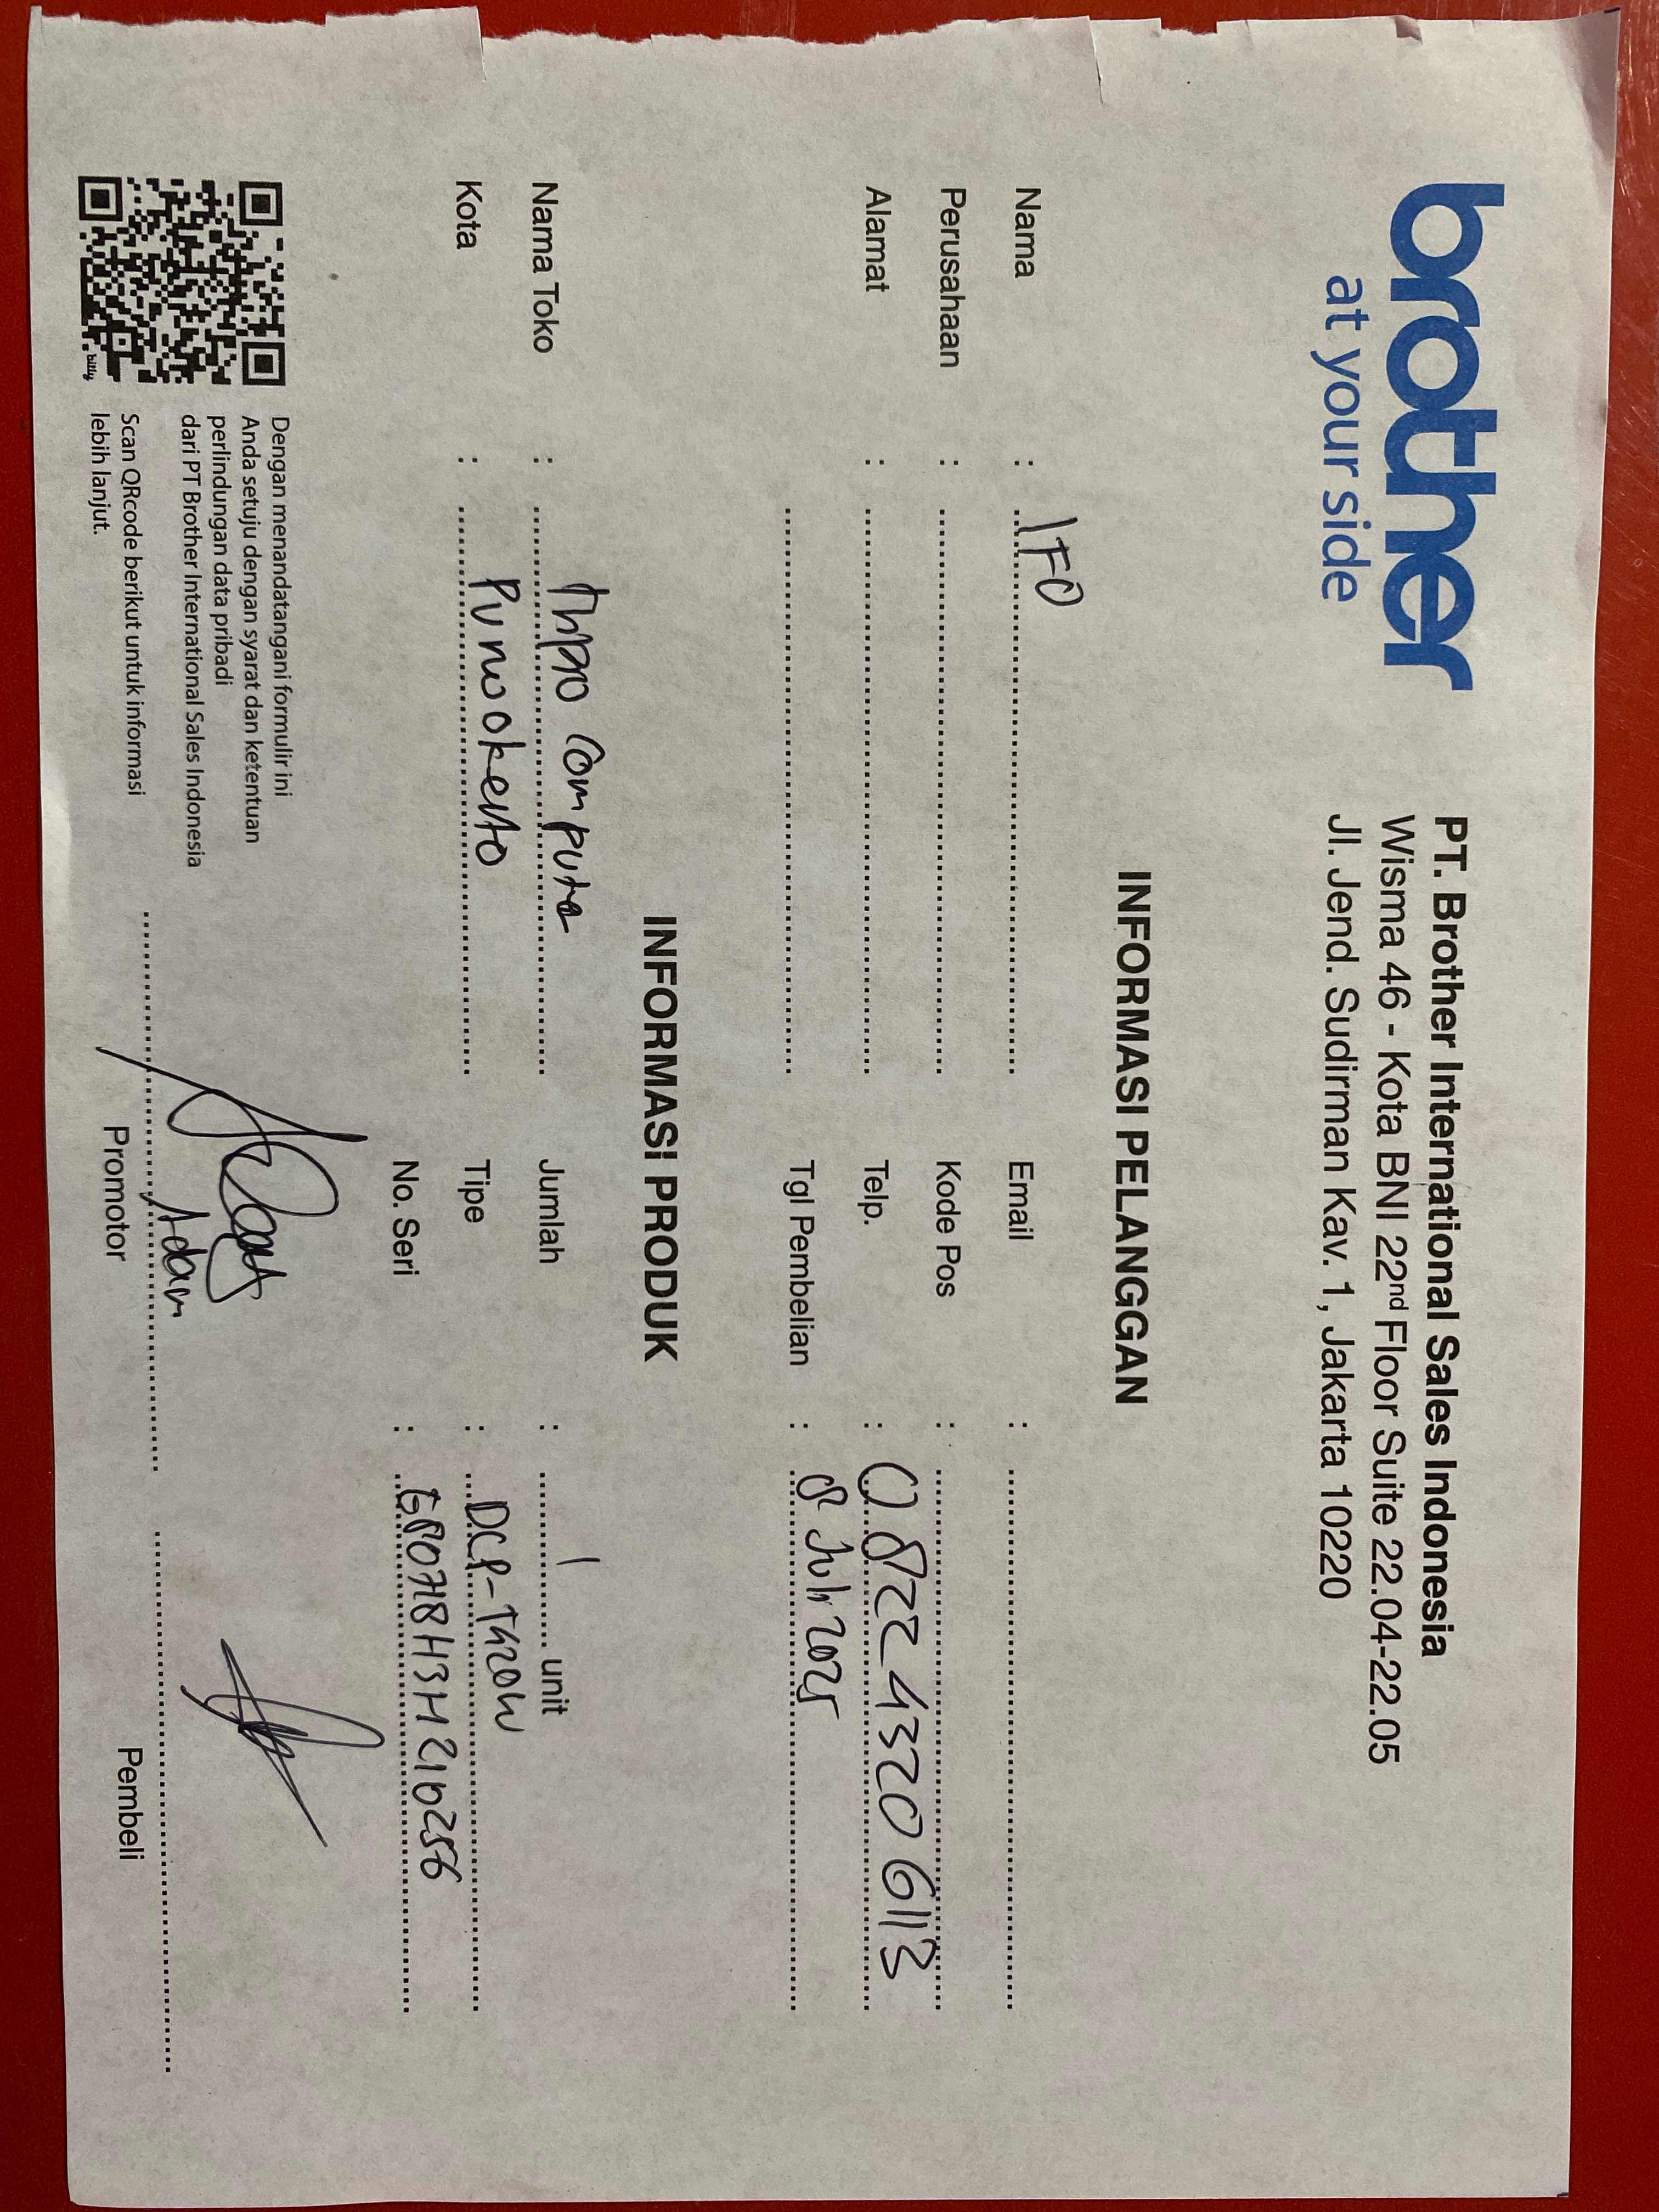 brother
at your side
PT. Brother International Sales Indonesia
Wisma 46 - Kota BNI 22nd Floor Suite 22.04-22.05
Jl. Jend. Sudirman Kav. 1, Jakarta 10220
INFORMASI PELANGGAN
Nama : IFO Email :
Perusahaan : Kode Pos :
Alamat : Telp. : 0822 4320 6113
Tgl Pembelian : 8 Juli 2025
INFORMASI PRODUK
Nama Toko : Computer Jumlah : 1 unit
Kota : Purwokerto Tipe : DCP-T420W
No. Seri :
Dengan menandatangani formulir ini
Anda setuju dengan syarat dan ketentuan
perlindungan data pribadi
dari PT Brother International Sales Indonesia
Scan QRcode berikut untuk informasi
lebih lanjut.
bitly
Adan
Promotor Pembeli